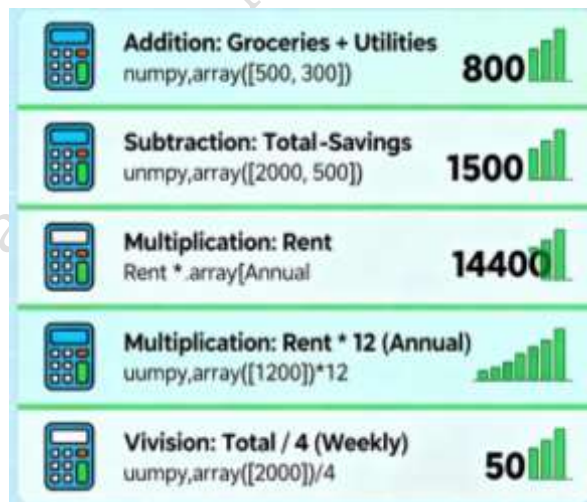 Addition: Groceries + Utilities
numpy,array([500, 300])
800
Subtraction: Total-Savings
unmpy,array([2000, 500])
1500
Multiplication: Rent
Rent *.array[Annual
14400
Multiplication: Rent * 12 (Annual)
uumpy,array([1200])*12
Vivision: Total / 4 (Weekly)
uumpy,array([2000])/4
50